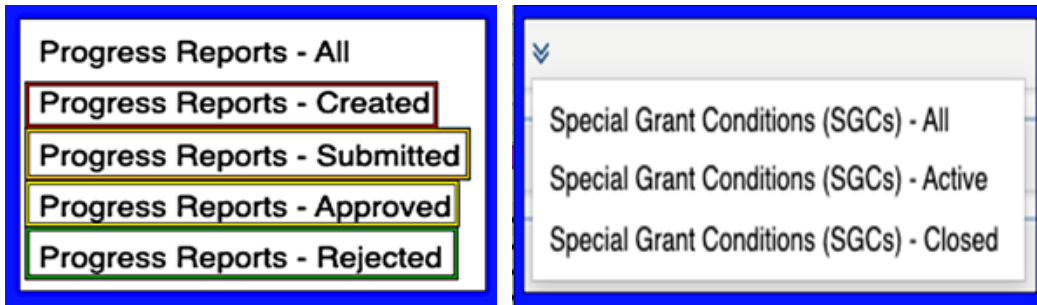 Progress Reports - All
Progress Reports - Created
Progress Reports - Submitted
Progress Reports - Approved
Progress Reports - Rejected
Special Grant Conditions (SGCs) - All
Special Grant Conditions (SGCs) - Active
Special Grant Conditions (SGCs) - Closed